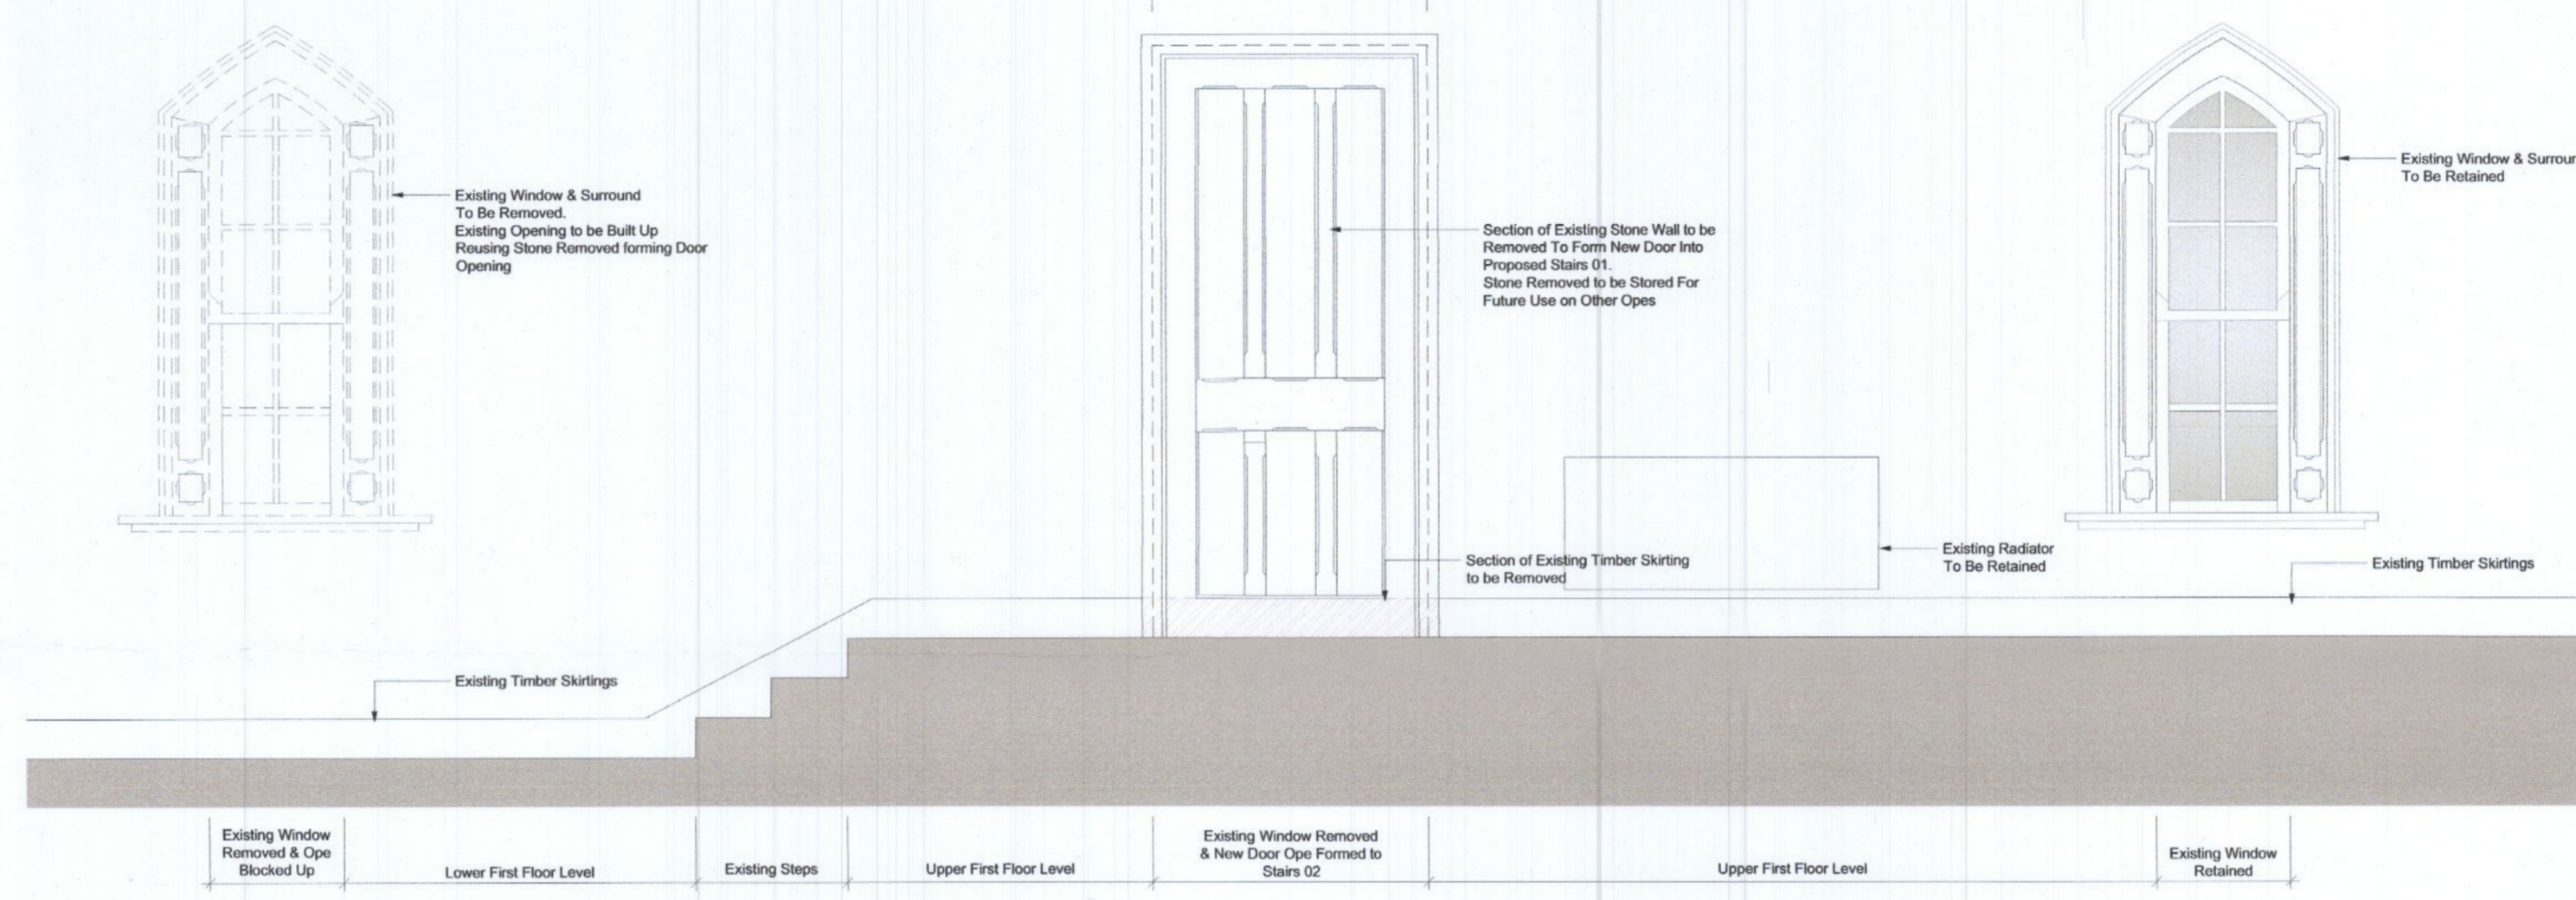 Existing Window & Surround
To Be Removed.
Existing Opening to be Built Up
Reusing Stone Removed forming Door
Opening
Section of Existing Stone Wall to be
Removed To Form New Door Into
Proposed Stairs 01.
Stone Removed to be Stored For
Future Use on Other Opes
Existing Window & Surroun
To Be Retained
Section of Existing Timber Skirting
to be Removed
Existing Radiator
To Be Retained
Existing Timber Skirtings
Existing Timber Skirtings
Existing Window
Removed & Ope
Blocked Up
Lower First Floor Level
Existing Steps
Upper First Floor Level
Existing Window Removed
& New Door Ope Formed to
Stairs 02
Upper First Floor Level
Existing Window
Retained